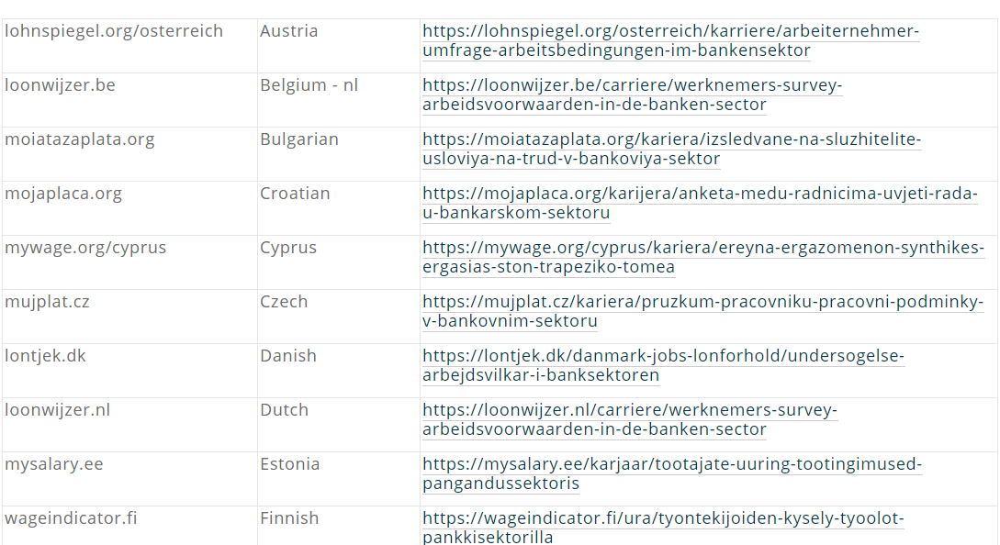 lohnspiegel.org/osterreich Austria https://lohnspiegel.org/osterreich/karriere/arbeiternehmer-
umfrage-arbeitsbedingungen-im-bankensektor
loonwijzer.be Belgium - nl https://loonwijzer.be/carriere/werknemers-survey-
arbeidsvoorwaarden-in-de-banken-sector
moiatazaplata.org Bulgarian https://moiatazaplata.org/kariera/izsledvane-na-sluzhitelite-
usloviya-na-trud-v-bankoviya-sektor
mojaplaca.org Croatian https://mojaplaca.org/karijera/anketa-medu-radnicima-uvjeti-rada-
u-bankarskom-sektoru
mywage.org/cyprus Cyprus https://mywage.org/cyprus/kariera/ereyna-ergazomenon-synthikes-
ergasias-ston-trapeziko-tomea
mujplat.cz Czech https://mujplat.cz/kariera/pruzkum-pracovniku-pracovni-podminky-
v-bankovnim-sektoru
lontjek.dk Danish https://lontjek.dk/danmark-jobs-lonforhold/undersogelse-
arbejdsvilkar-i-banksektoren
loonwijzer.nl Dutch https://loonwijzer.nl/carriere/werknemers-survey-
arbeidsvoorwaarden-in-de-banken-sector
mysalary.ee Estonia https://mysalary.ee/karjaar/tootajate-uuring-tootingimused-
pangandussektoris
wageindicator.fi Finnish https://wageindicator.fi/ura/tyontekijoiden-kysely-tyoolot-
pankkisektorilla